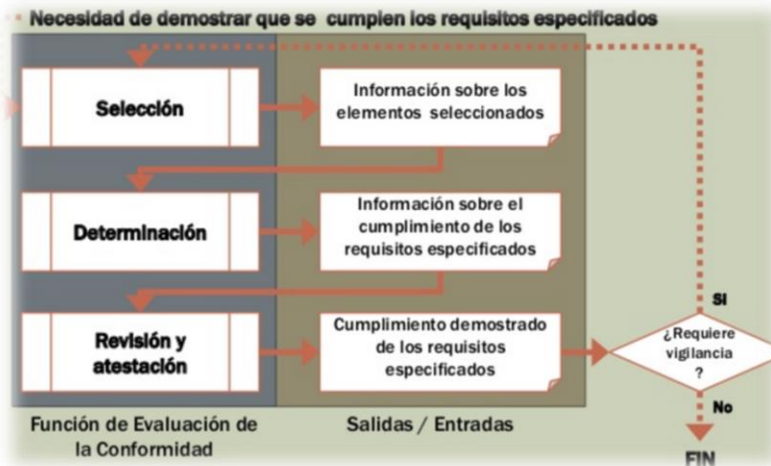 Necesidad de demostrar que se cumplen los requisitos especificados
Selección
Información sobre los
elementos seleccionados
Determinación
Información sobre el
cumplimiento de los
requisitos especificados
Revisión y
atestación
Cumplimiento demostrado
de los requisitos
especificados
SI
¿Requiere
vigilancia
?
No
FIN
Función de Evaluación de
la Conformidad
Salidas / Entradas